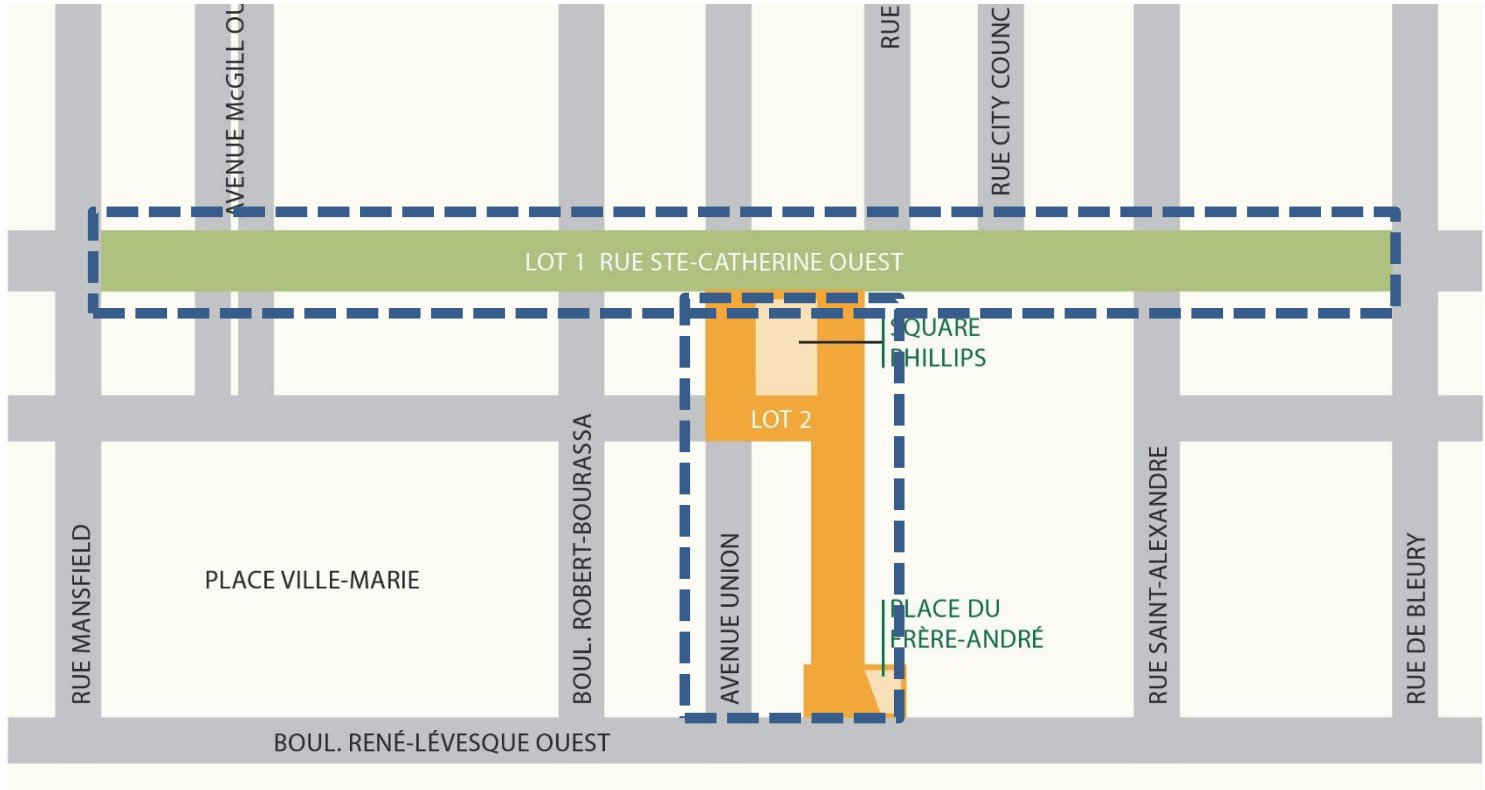 AVENUE McGILL OU
RUE
RUE CITY COUNC
LOT 1 RUE STE-CATHERINE OUEST
SQUARE
PHILLIPS
LOT 2
RUE MANSFIELD
PLACE VILLE-MARIE
BOUL. ROBERT-BOURASSA
AVENUE UNION
PLACE DU
FRÈRE-ANDRÉ
RUE SAINT-ALEXANDRE
RUE DE BLEURY
BOUL. RENÉ-LÉVESQUE OUEST